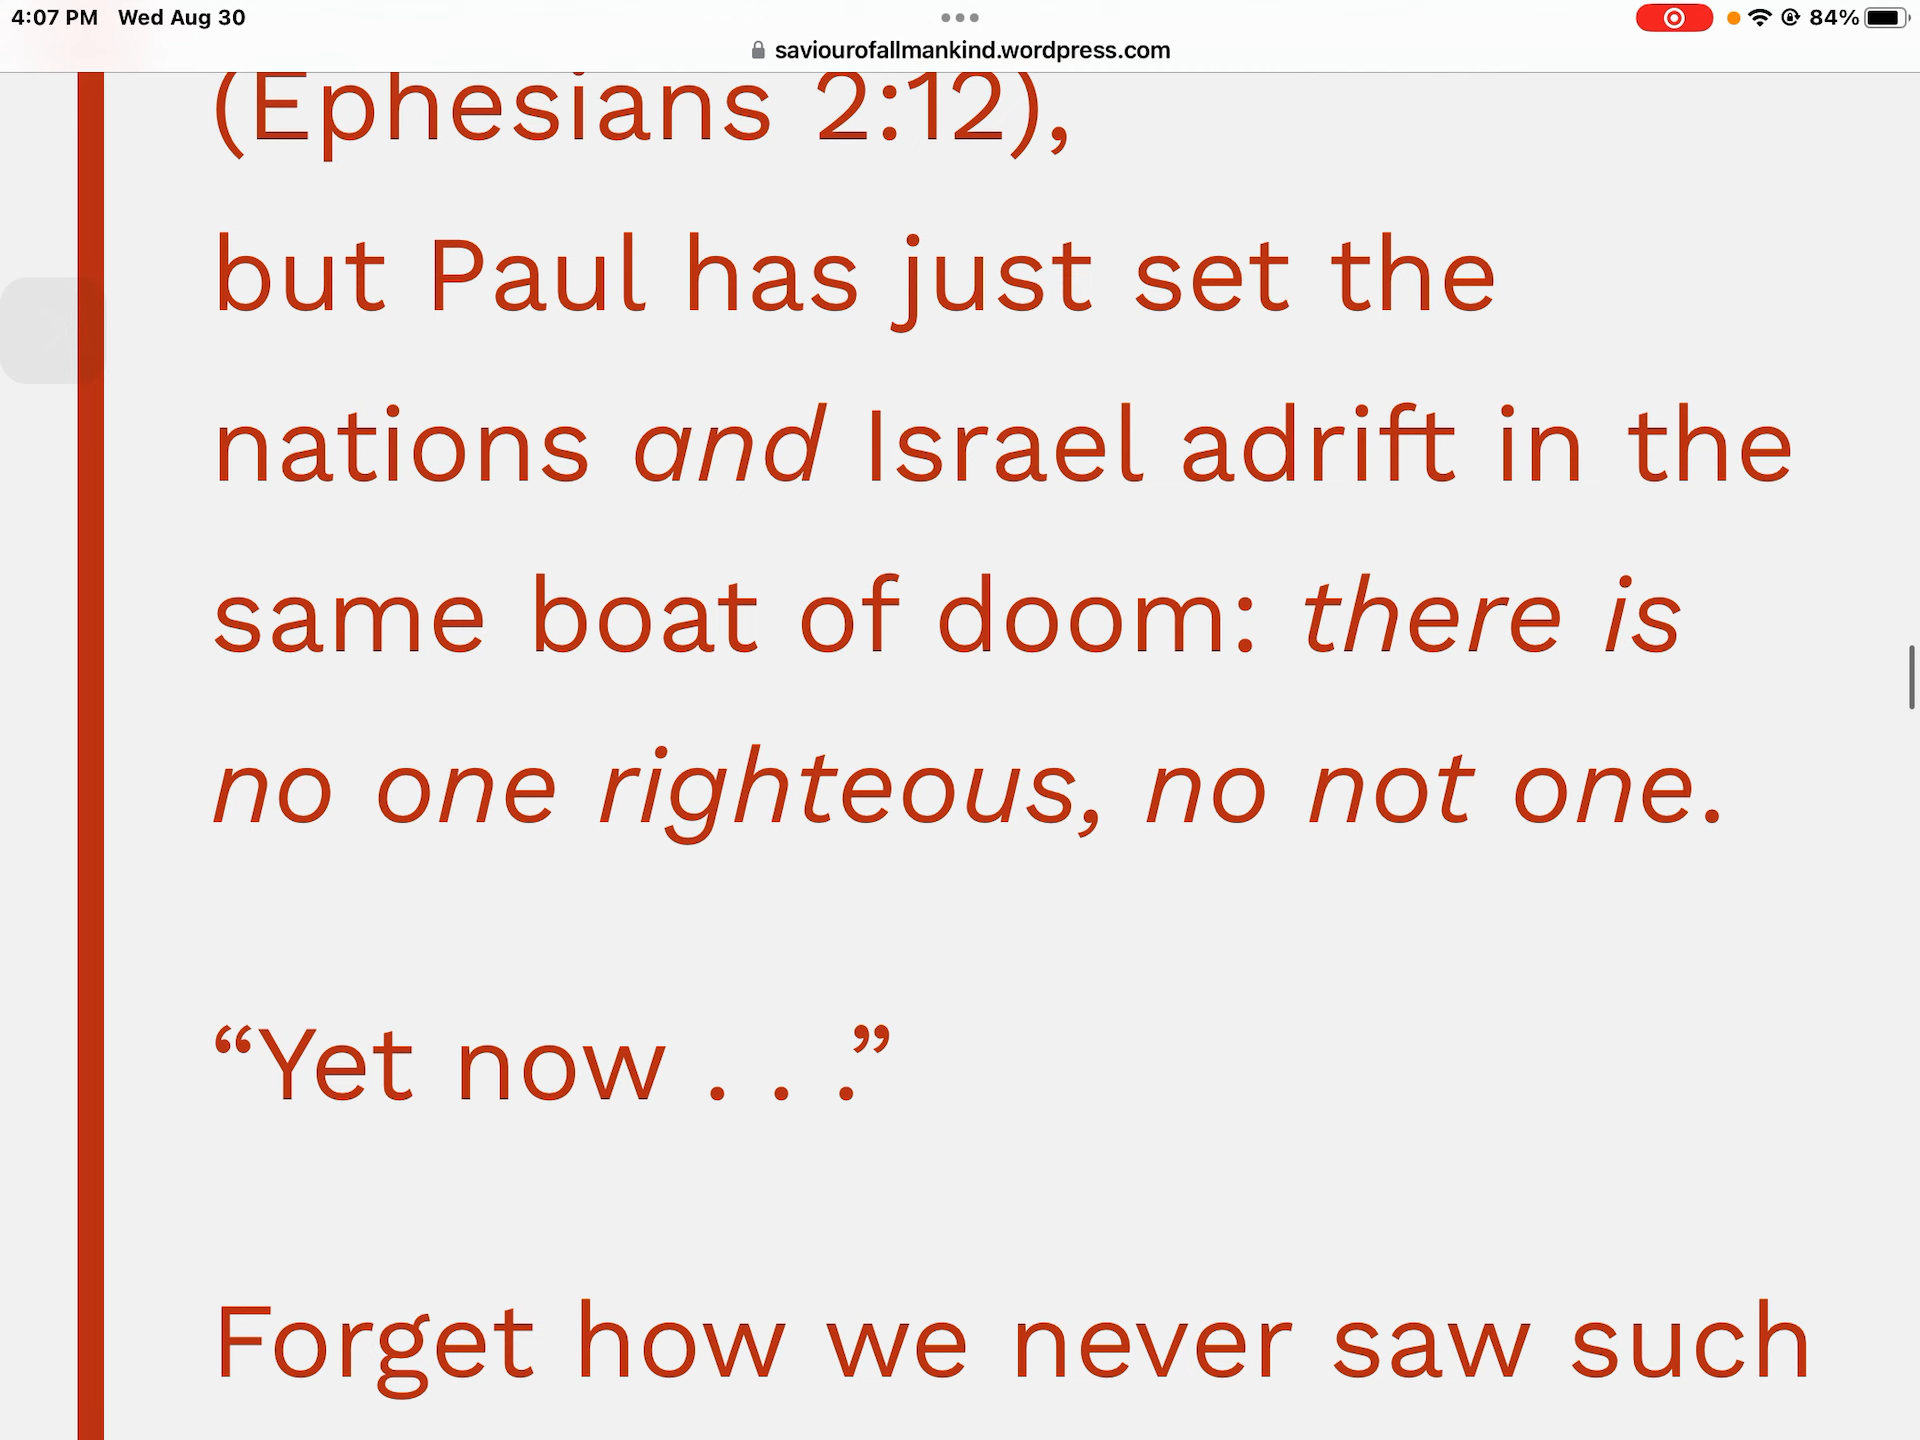 4:07 PM Wed Aug 30
84%
saviourofallmankind.wordpress.com
(Ephesians 2:12),
but Paul has just set the
nations and Israel adrift in the
same boat of doom: there is
no one righteous, no not one.
“Yet now . . .”
Forget how we never saw such